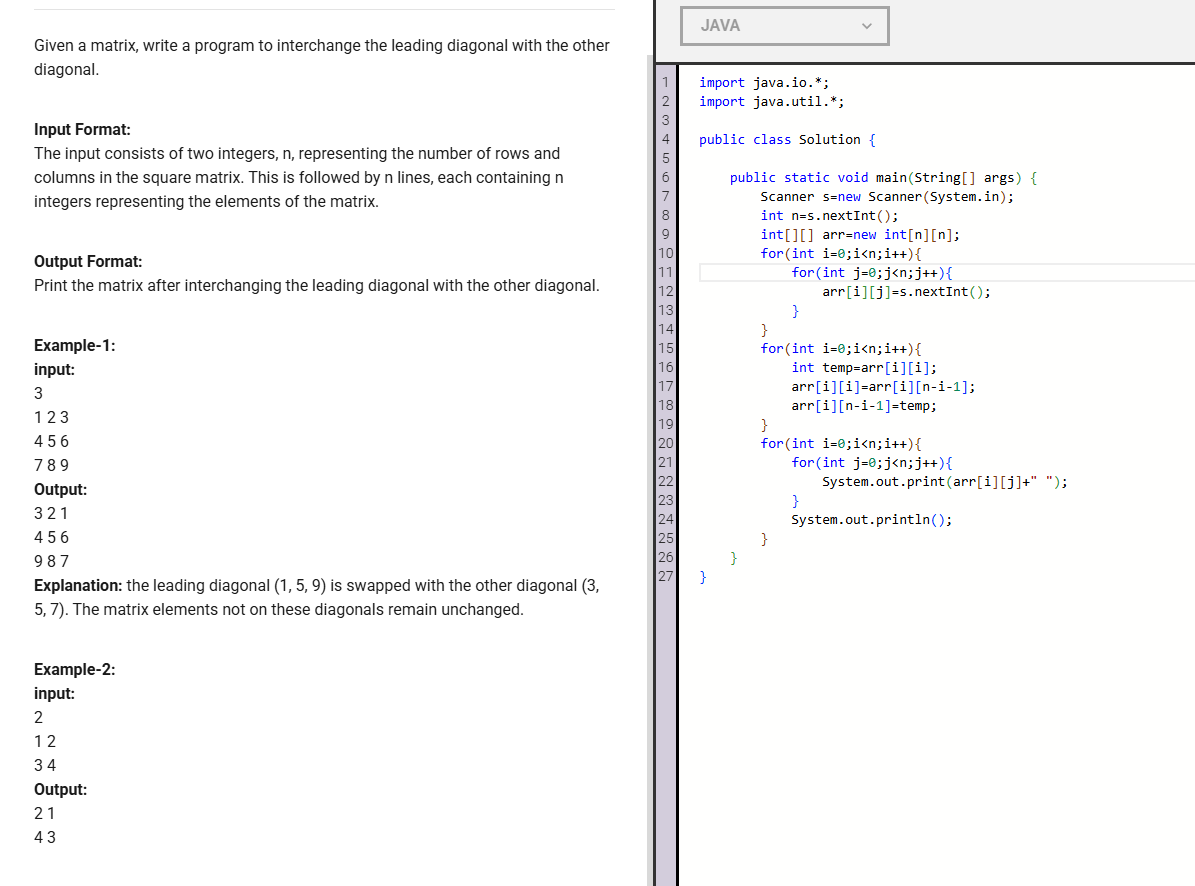 Given a matrix, write a program to interchange the leading diagonal with the other
diagonal.
Input Format:
The input consists of two integers, n, representing the number of rows and
columns in the square matrix. This is followed by n lines, each containing n
integers representing the elements of the matrix.
Output Format:
Print the matrix after interchanging the leading diagonal with the other diagonal.
Example-1:
input:
3
1 2 3
4 5 6
7 8 9
Output:
3 2 1
4 5 6
9 8 7
Explanation: the leading diagonal (1, 5, 9) is swapped with the other diagonal (3,
5, 7). The matrix elements not on these diagonals remain unchanged.
Example-2:
input:
2
1 2
3 4
Output:
2 1
4 3
JAVA
1 import java.io.*;
2 import java.util.*;
3
4 public class Solution {
5
6     public static void main(String[] args) {
7         Scanner s=new Scanner(System.in);
8         int n=s.nextInt();
9         int[][] arr=new int[n][n];
10         for(int i=0;i<n;i++){
11             for(int j=0;j<n;j++){
12                 arr[i][j]=s.nextInt();
13             }
14         }
15         for(int i=0;i<n;i++){
16             int temp=arr[i][i];
17             arr[i][i]=arr[i][n-i-1];
18             arr[i][n-i-1]=temp;
19         }
20         for(int i=0;i<n;i++){
21             for(int j=0;j<n;j++){
22                 System.out.print(arr[i][j]+" ");
23             }
24             System.out.println();
25         }
26     }
27 }